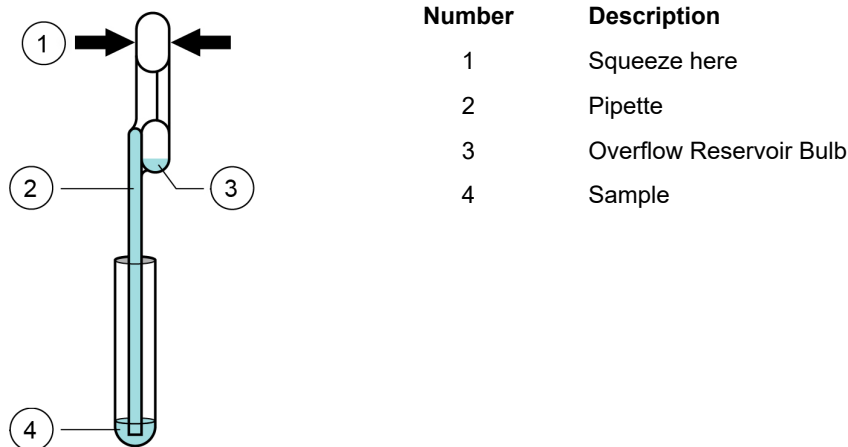 Number Description
1 Squeeze here
2 Pipette
3 Overflow Reservoir Bulb
4 Sample
1
2
3
4